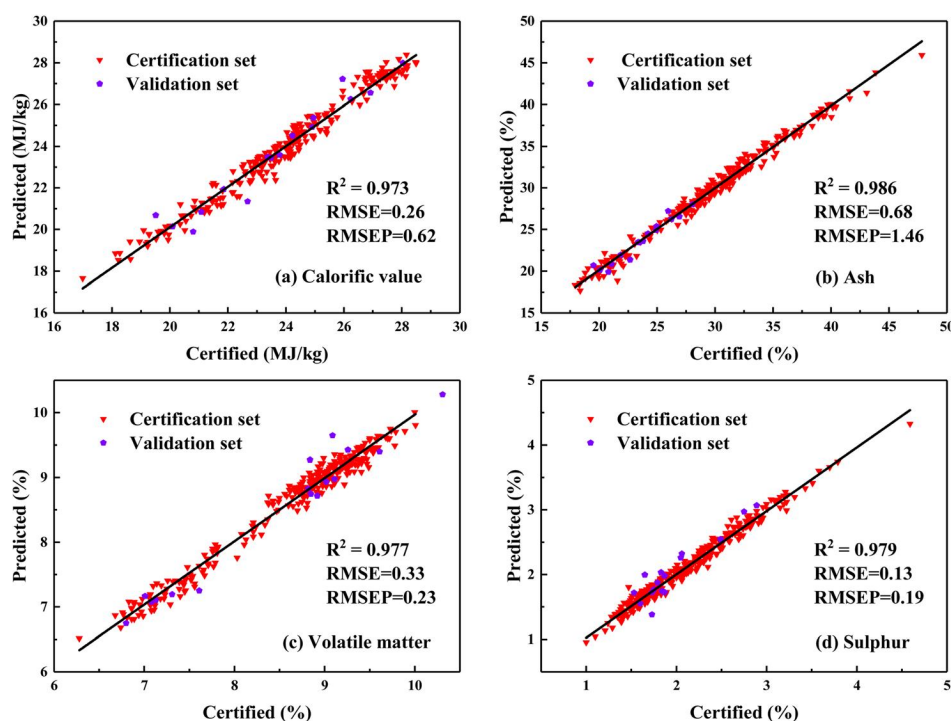 30
28
26
24
22
20
18
16
Predicted (MJ/kg)
Certification set
Validation set
R² = 0.973
RMSE=0.26
RMSEP=0.62
(a) Calorific value
16 18 20 22 24 26 28 30
Certified (MJ/kg)
50
45
40
35
30
25
20
15
Predicted (%)
Certification set
Validation set
R² = 0.986
RMSE=0.68
RMSEP=1.46
(b) Ash
15 20 25 30 35 40 45 50
Certified (%)
10
9
8
7
6
Predicted (%)
Certification set
Validation set
R² = 0.977
RMSE=0.33
RMSEP=0.23
(c) Volatile matter
6 7 8 9 10
Certified (%)
5
4
3
2
1
Predicted (%)
Certification set
Validation set
R² = 0.979
RMSE=0.13
RMSEP=0.19
(d) Sulphur
1 2 3 4 5
Certified (%)